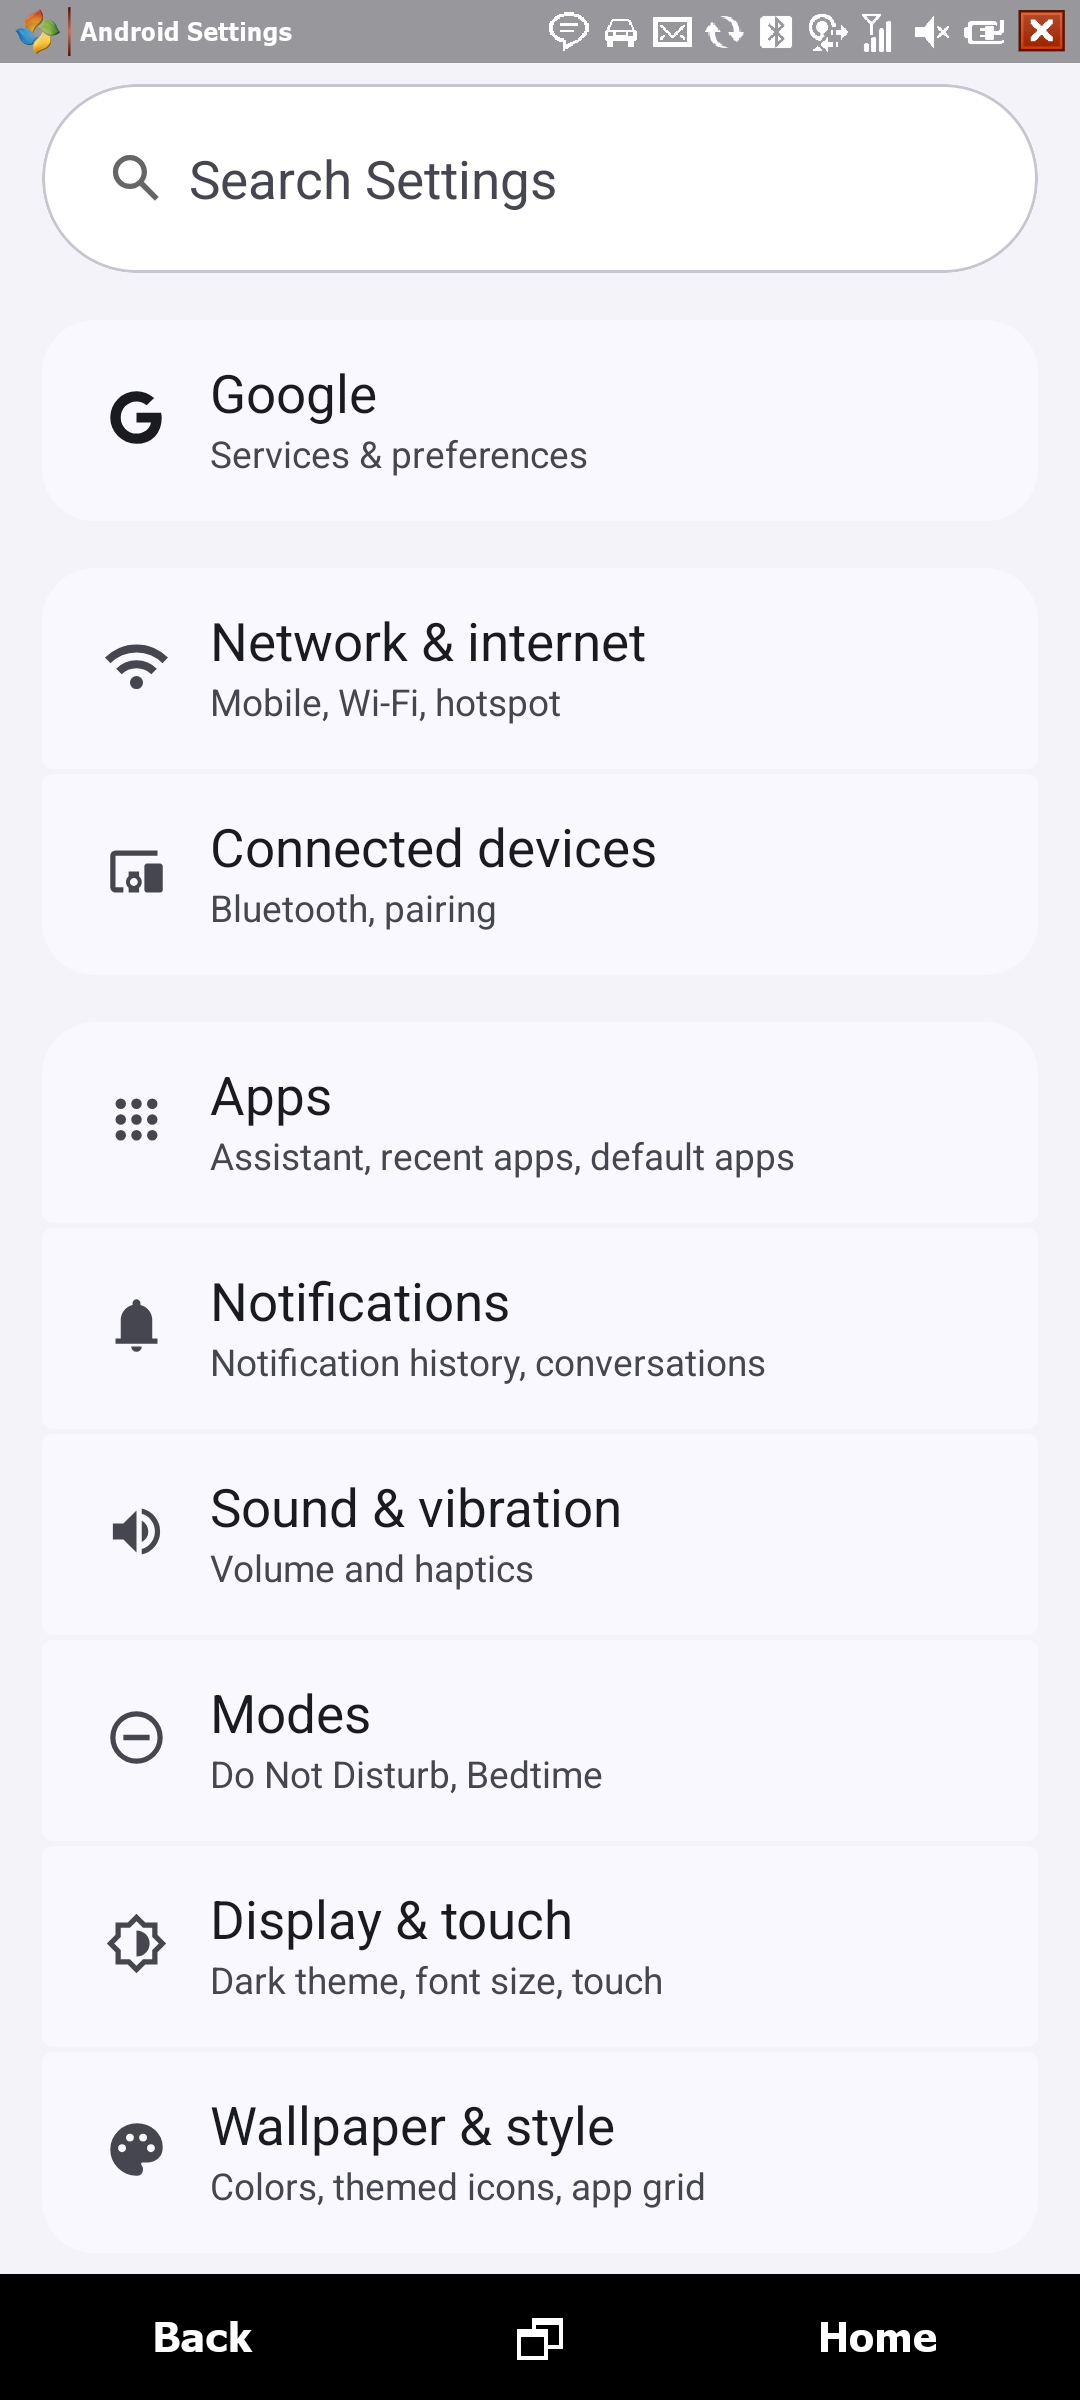 Android Settings
Search Settings
Google
Services & preferences
Network & internet
Mobile, Wi-Fi, hotspot
Connected devices
Bluetooth, pairing
Apps
Assistant, recent apps, default apps
Notifications
Notification history, conversations
Sound & vibration
Volume and haptics
Modes
Do Not Disturb, Bedtime
Display & touch
Dark theme, font size, touch
Wallpaper & style
Colors, themed icons, app grid
Back
Home